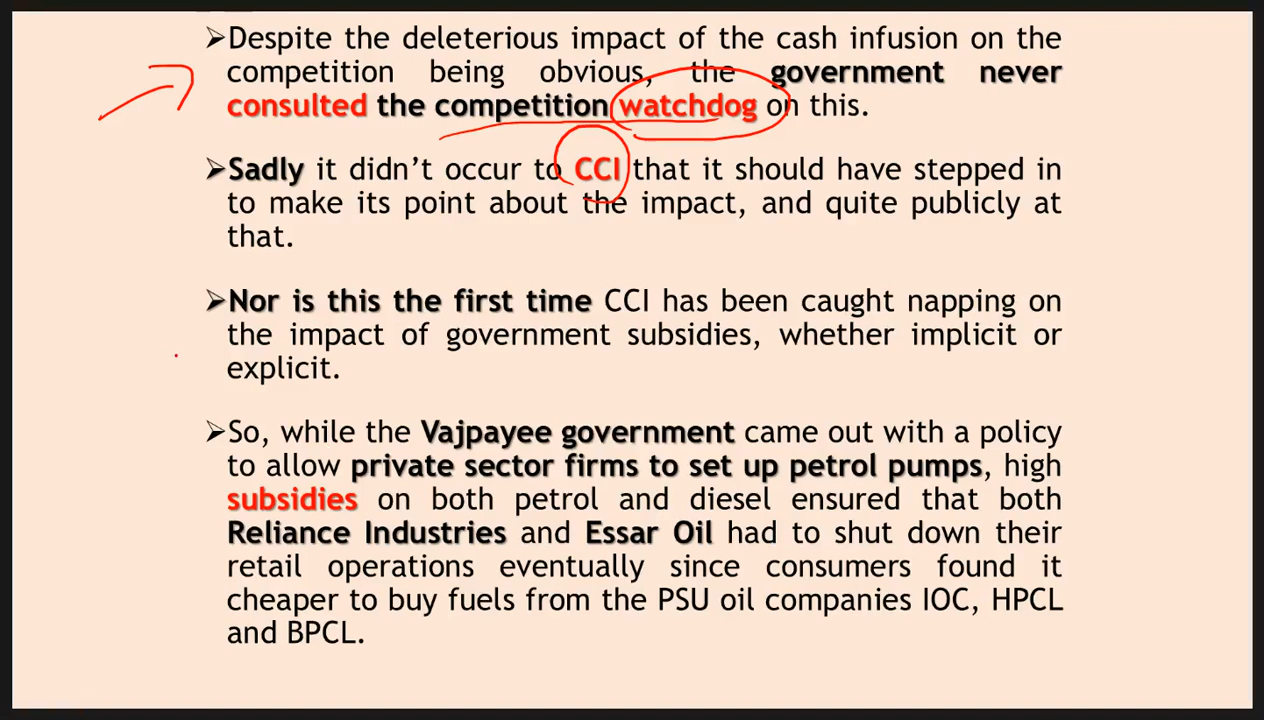 ➢Despite the deleterious impact of the cash infusion on the
competition being obvious, the government never
consulted the competition watchdog on this.
➢Sadly it didn’t occur to CCI that it should have stepped in
to make its point about the impact, and quite publicly at
that.
➢Nor is this the first time CCI has been caught napping on
the impact of government subsidies, whether implicit or
explicit.
➢So, while the Vajpayee government came out with a policy
to allow private sector firms to set up petrol pumps, high
subsidies on both petrol and diesel ensured that both
Reliance Industries and Essar Oil had to shut down their
retail operations eventually since consumers found it
cheaper to buy fuels from the PSU oil companies IOC, HPCL
and BPCL.